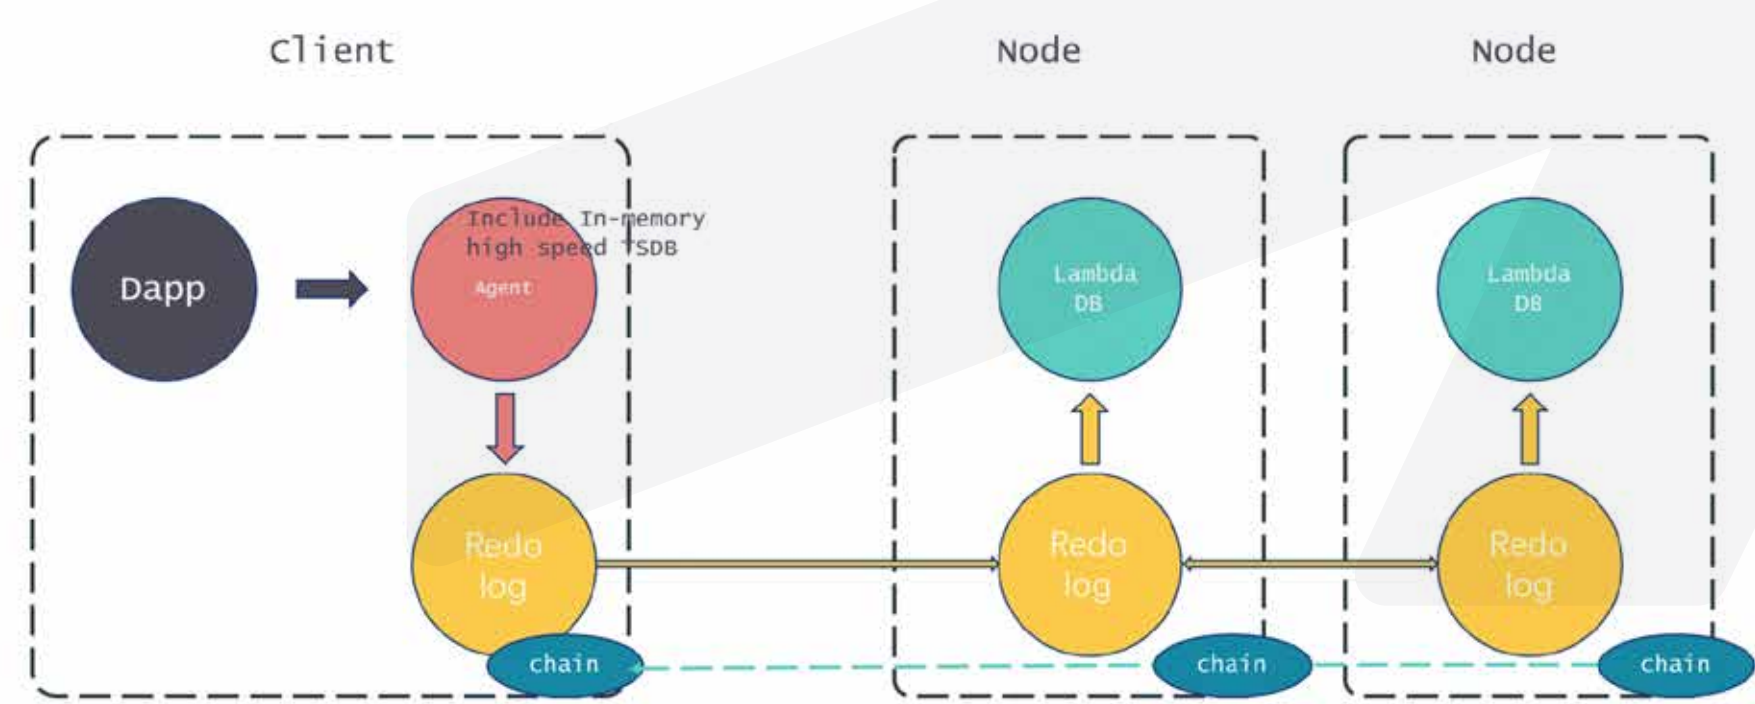 Client
Node
Node
Include In-memory
high speed TSDB
Dapp
Agent
Lambda
DB
Lambda
DB
Redo
log
Redo
log
Redo
log
chain
chain
chain